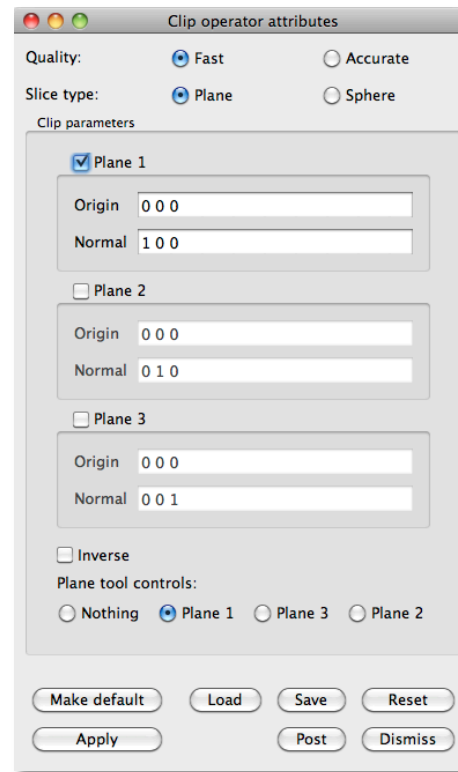 Clip operator attributes
Quality: Fast Accurate
Slice type: Plane Sphere
Clip parameters
Plane 1
Origin 0 0 0
Normal 1 0 0
Plane 2
Origin 0 0 0
Normal 0 1 0
Plane 3
Origin 0 0 0
Normal 0 0 1
Inverse
Plane tool controls:
Nothing Plane 1 Plane 3 Plane 2
Make default Load Save Reset
Apply Post Dismiss